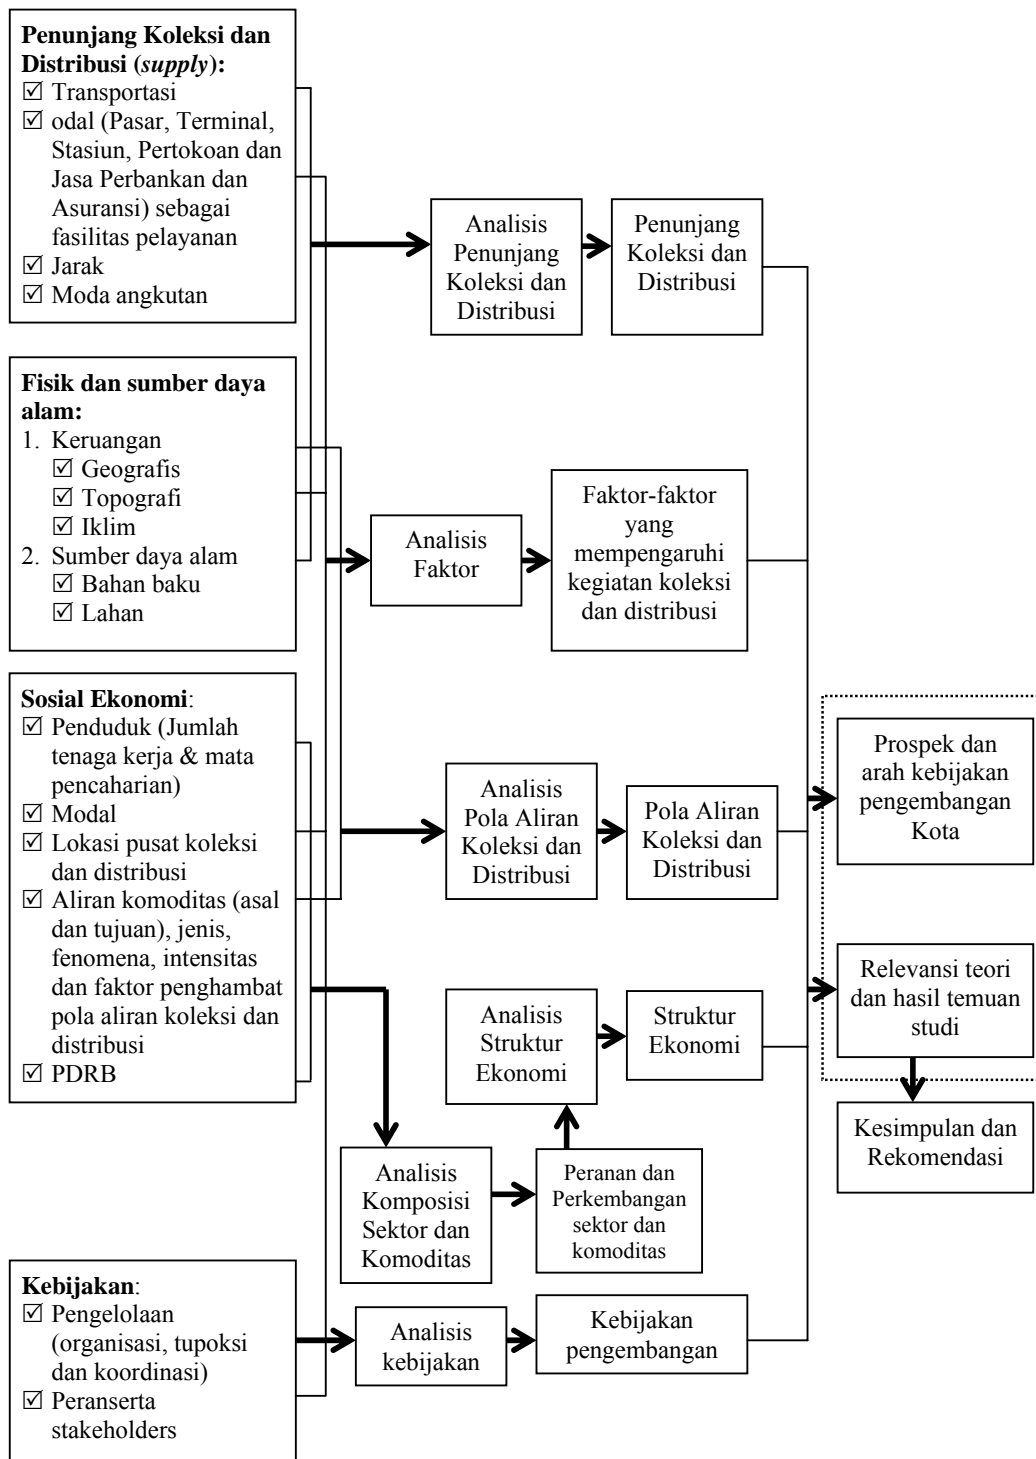 Penunjang Koleksi dan
Distribusi (supply):
☑ Transportasi
☑ odal (Pasar, Terminal,
Stasiun, Pertokoan dan
Jasa Perbankan dan
Asuransi) sebagai
fasilitas pelayanan
☑ Jarak
☑ Moda angkutan
Analisis
Penunjang
Koleksi dan
Distribusi
Penunjang
Koleksi dan
Distribusi
Fisik dan sumber daya
alam:
1. Keruangan
☑ Geografis
☑ Topografi
☑ Iklim
2. Sumber daya alam
☑ Bahan baku
☑ Lahan
Analisis
Faktor
Faktor-faktor
yang
mempengaruhi
kegiatan koleksi
dan distribusi
Sosial Ekonomi:
☑ Penduduk (Jumlah
tenaga kerja & mata
pencaharian)
☑ Modal
☑ Lokasi pusat koleksi
dan distribusi
☑ Aliran komoditas (asal
dan tujuan), jenis,
fenomena, intensitas
dan faktor penghambat
pola aliran koleksi dan
distribusi
☑ PDRB
Analisis
Pola Aliran
Koleksi dan
Distribusi
Pola Aliran
Koleksi dan
Distribusi
Prospek dan
arah kebijakan
pengembangan
Kota
Relevansi teori
dan hasil temuan
studi
Analisis
Struktur
Ekonomi
Struktur
Ekonomi
Kesimpulan dan
Rekomendasi
Analisis
Komposisi
Sektor dan
Komoditas
Peranan dan
Perkembangan
sektor dan
komoditas
Kebijakan:
☑ Pengelolaan
(organisasi, tupoksi
dan koordinasi)
☑ Peranserta
stakeholders
Analisis
kebijakan
Kebijakan
pengembangan